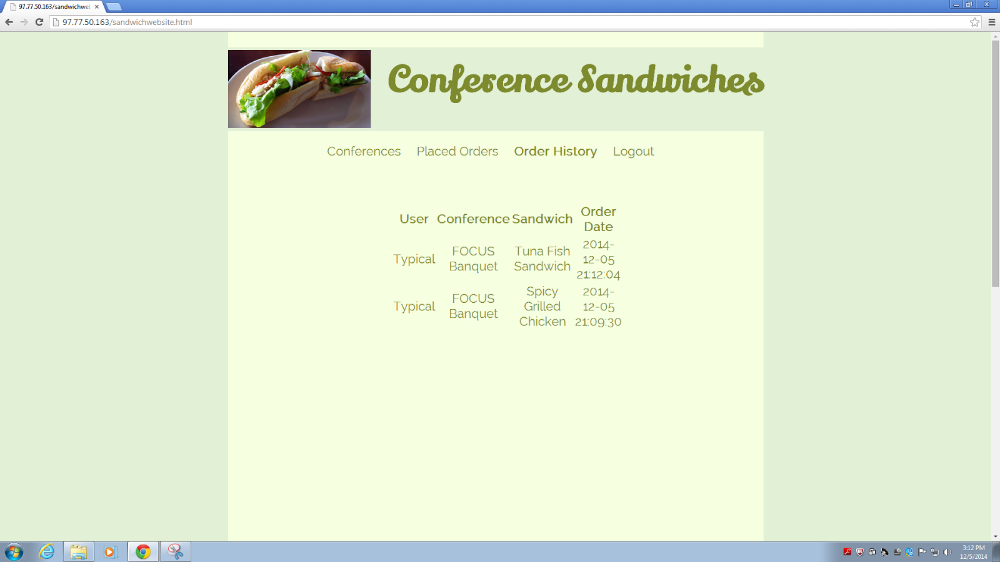 97.77.50.163/sandwichwebs
97.77.50.163/sandwichwebsite.html
Conference Sandwiches
Conferences Placed Orders Order History Logout
User Conference Sandwich Order Date
Typical FOCUS Banquet Tuna Fish Sandwich 2014-12-05 21:12:04
Typical FOCUS Banquet Spicy Grilled Chicken 2014-12-05 21:09:30
3:12 PM
12/5/2014